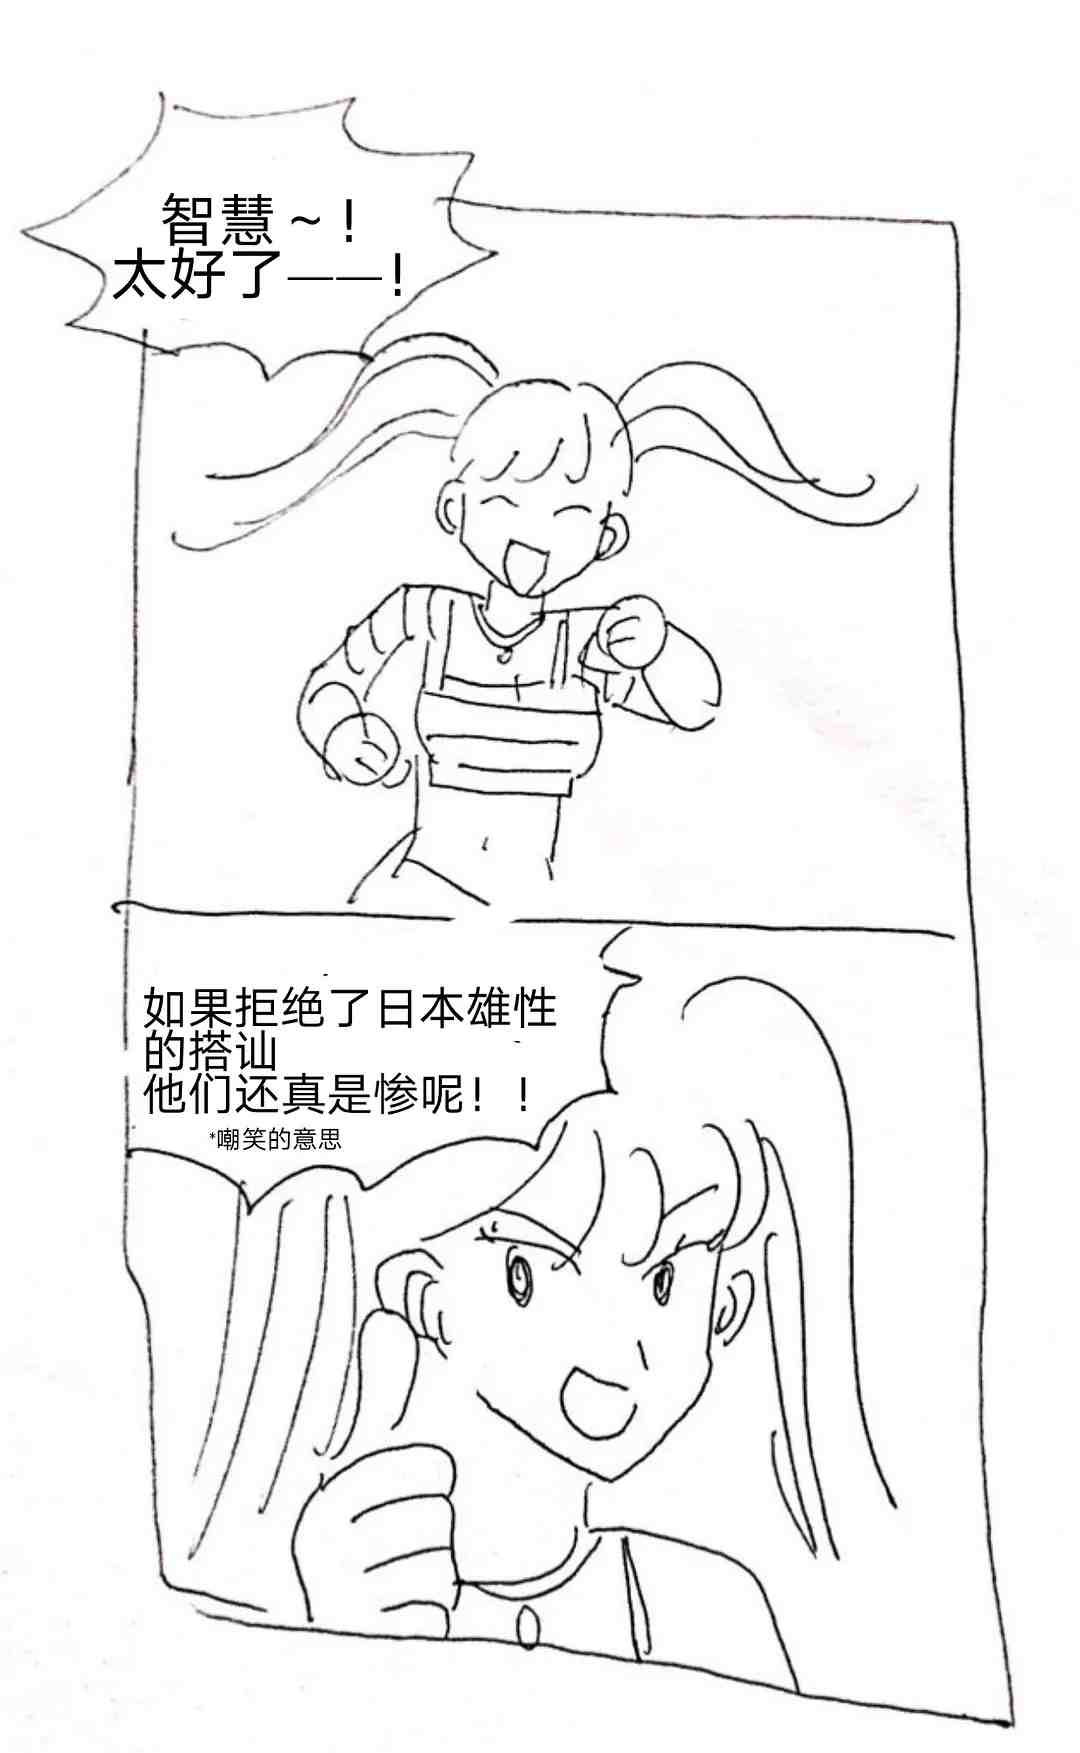 智慧～！
太好了——！
如果拒绝了日本雄性
的搭讪
他们还真是惨呢！！
*嘲笑的意思